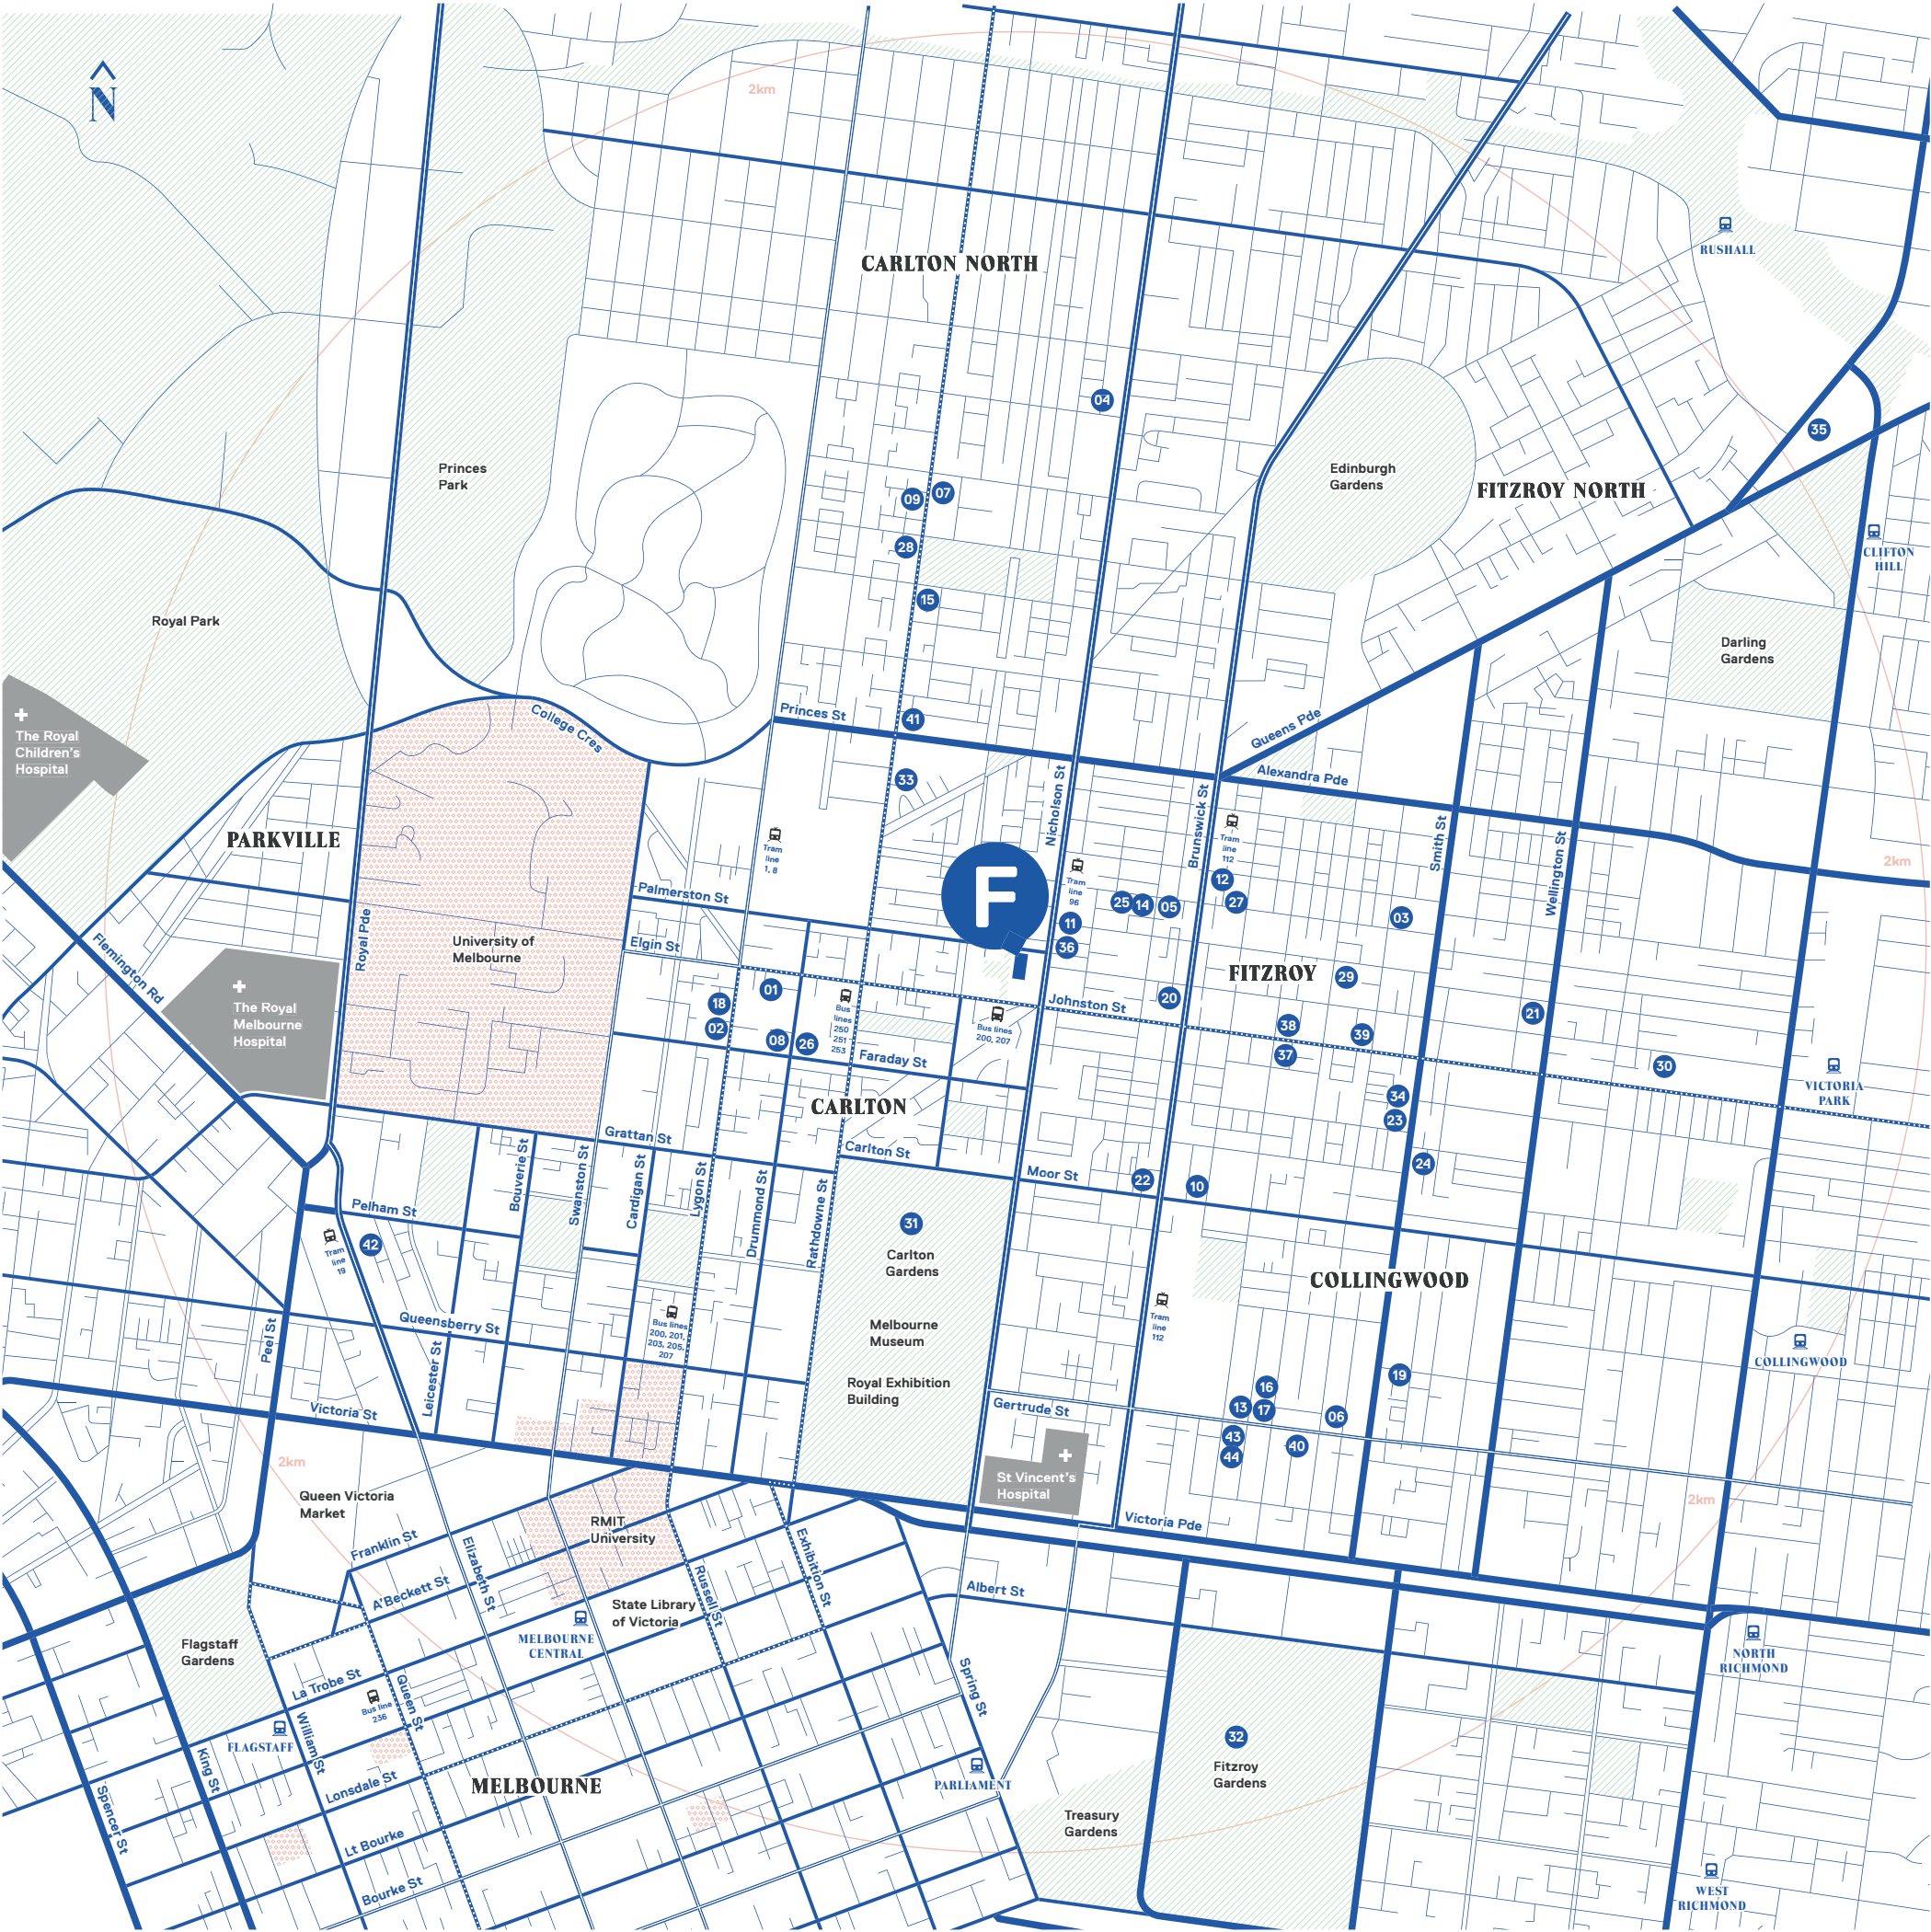 N
2km
CARLTON NORTH
RUSHALL
04
35
Princes
Park
Edinburgh
Gardens
FITZROY NORTH
09
07
28
CLIFTON
HILL
15
Royal Park
Darling
Gardens
The Royal
Children's
Hospital
College Cres
Princes St
41
Queens Pde
Alexandra Pde
33
Nicholson St
Brunswick St
Smith St
Wellington St
PARKVILLE
Tram
line
1, 8
Tram
line
112
Tram
line
96
2km
F
12
27
25
14
05
03
11
36
Palmerston St
Elgin St
Royal Pde
Flemington Rd
University of
Melbourne
FITZROY
29
The Royal
Melbourne
Hospital
18
01
02
08
26
Bus
lines
250
251
253
Bus lines
200, 207
Johnston St
20
38
37
39
21
30
VICTORIA
PARK
Faraday St
CARLTON
34
23
24
Grattan St
Carlton St
Moor St
22
10
Bouverie St
Swanston St
Cardigan St
Lygon St
Drummond St
Rathdowne St
Pelham St
Tram
line
19
42
31
Carlton
Gardens
COLLINGWOOD
Melbourne
Museum
Royal Exhibition
Building
Tram
line
112
COLLINGWOOD
Bus lines
200, 201,
203, 205,
207
Queensberry St
Peel St
Leicester St
Victoria St
Gertrude St
16
13
17
06
19
43
44
40
St Vincent's
Hospital
2km
2km
Queen Victoria
Market
Victoria Pde
RMIT
University
Franklin St
A'Beckett St
Elizabeth St
Exhibition St
Russell St
Albert St
State Library
of Victoria
MELBOURNE
CENTRAL
Flagstaff
Gardens
NORTH
RICHMOND
La Trobe St
Bus line
236
Queen St
William St
FLAGSTAFF
King St
Spencer St
Lonsdale St
MELBOURNE
Spring St
PARLIAMENT
32
Fitzroy
Gardens
Treasury
Gardens
Lt Bourke
Bourke St
WEST
RICHMOND